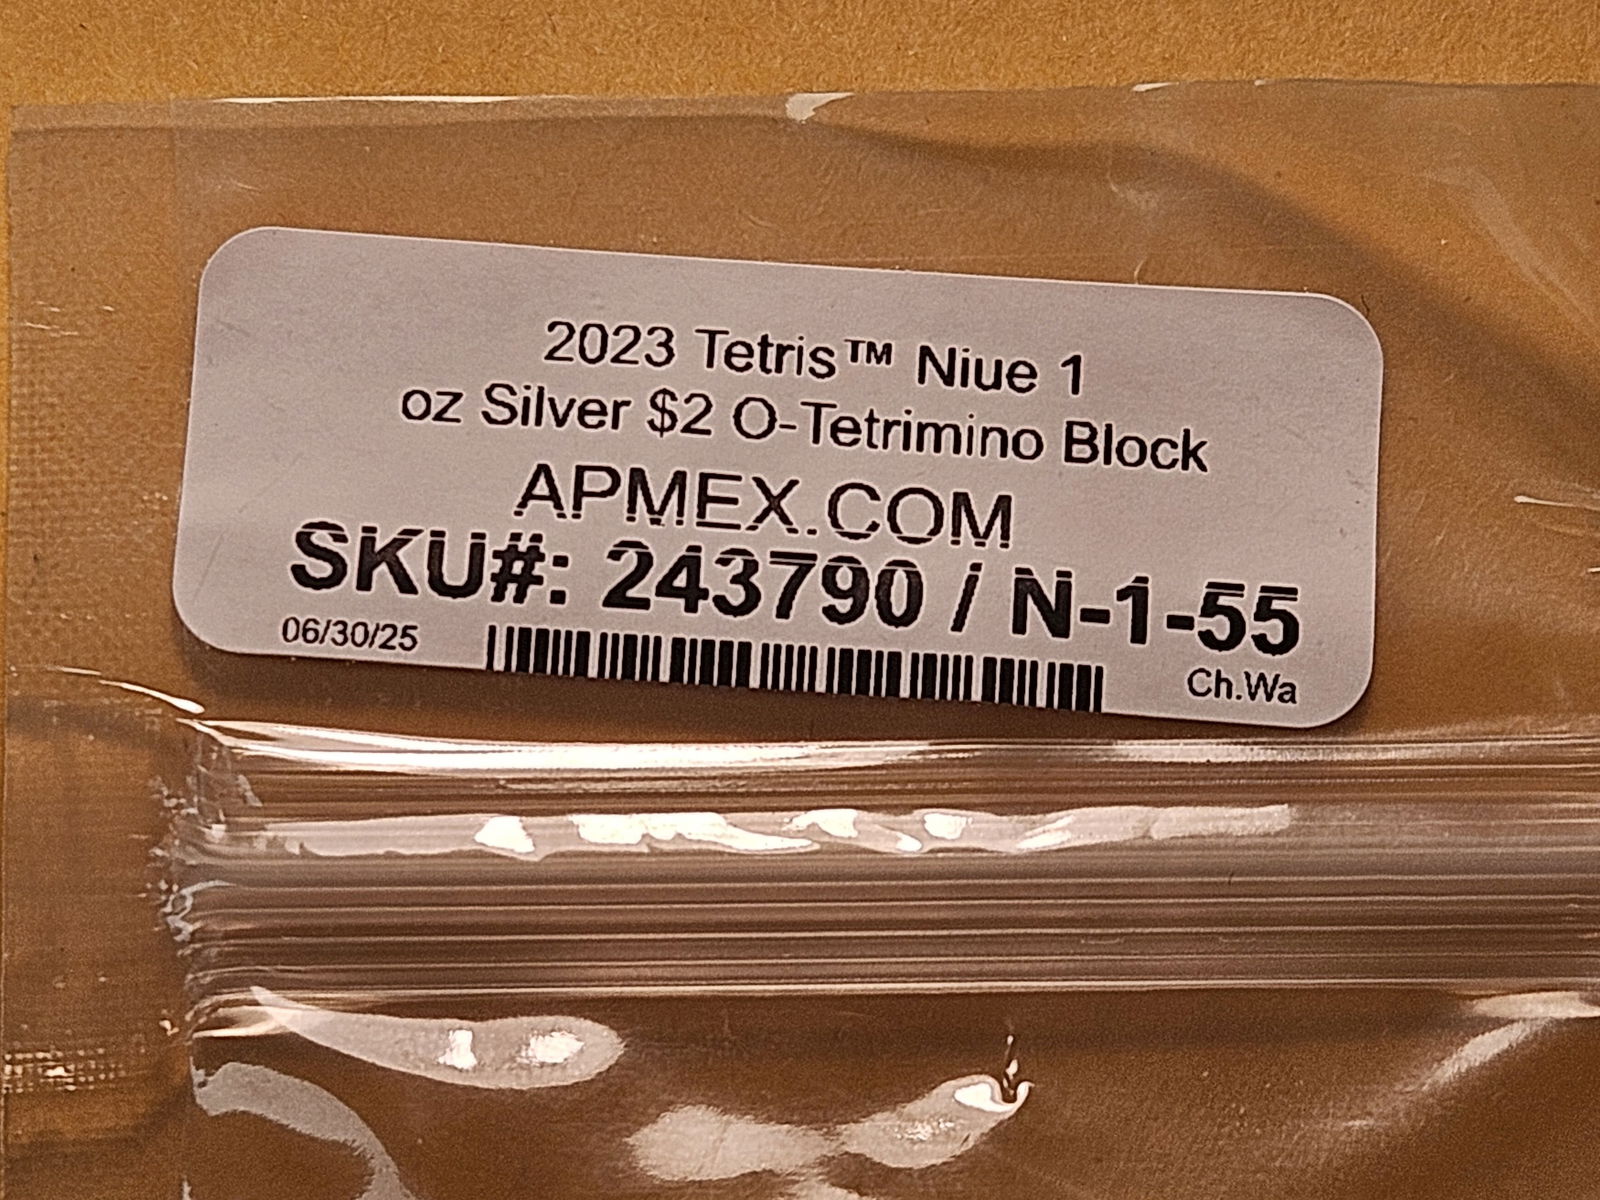 2023 Tetris™ Niue 1
oz Silver $2 O-Tetrimino Block
APMEX.COM
SKU#: 243790 / N-1-55
06/30/25
Ch.Wa